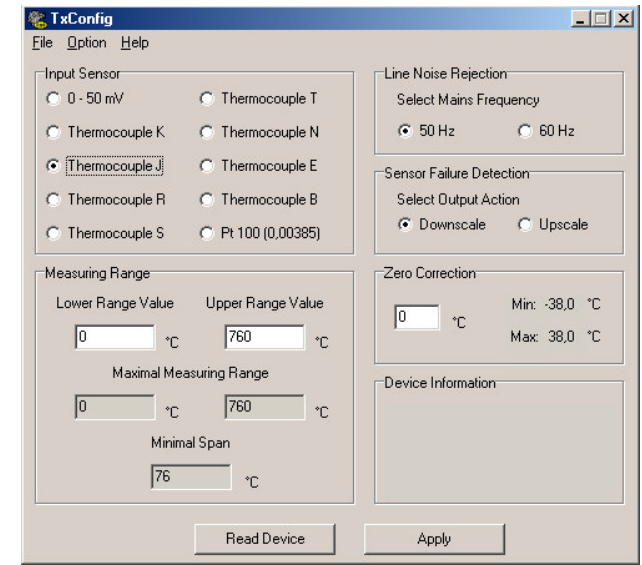 TxConfig
File Option Help
Input Sensor
0 - 50 mV
Thermocouple T
Thermocouple K
Thermocouple N
Thermocouple J
Thermocouple E
Thermocouple R
Thermocouple B
Thermocouple S
Pt 100 (0,00385)
Line Noise Rejection
Select Mains Frequency
50 Hz
60 Hz
Sensor Failure Detection
Select Output Action
Downscale
Upscale
Measuring Range
Lower Range Value
Upper Range Value
0 °C
760 °C
Maximal Measuring Range
0 °C
760 °C
Minimal Span
76 °C
Zero Correction
0 °C
Min: -38,0 °C
Max: 38,0 °C
Device Information
Read Device
Apply